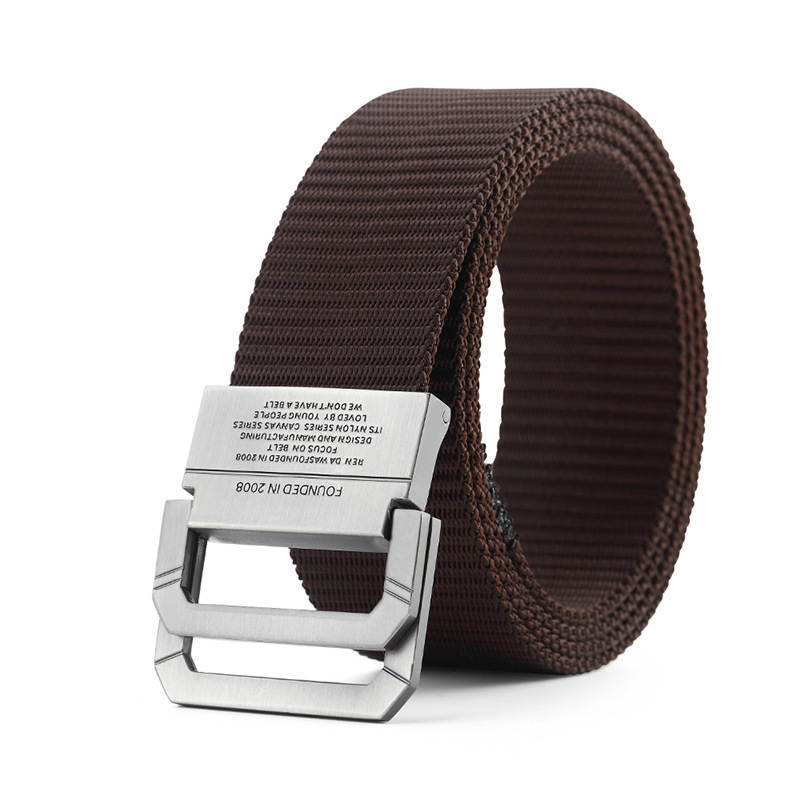 FOUNDED IN 2008
REN DA WASFOUNDED IN 2008
FOCUS ON BELT
DESIGN AND MANUFACTURING
ITS NYLON SERIES CANVAS SERIES
LOVED BY YOUNG PEOPLE
WE DON'T HAVE A BELT